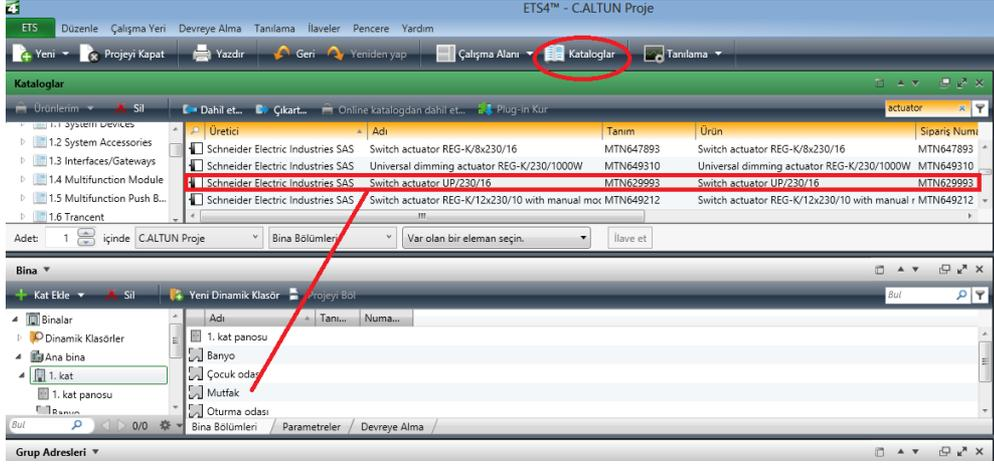 ETS4™ - C.ALTUN Proje
ETS Düzenle Çalışma Yeri Devreye Alma Tanılama İlaveler Pencere Yardım
Yeni Projeyi Kapat Yazdır Geri Yeniden yap Çalışma Alanı Kataloglar Tanılama
Kataloglar
Ürünlerim Sil Dahil et... Çıkart... Online katalogdan dahil et... Plug-in Kur actuator
1.1 System Devices Üretici Adı Tanım Ürün Sipariş Numa
1.2 System Accessories Schneider Electric Industries SAS Switch actuator REG-K/8x230/16 MTN647893 Switch actuator REG-K/8x230/16 MTN647893
1.3 Interfaces/Gateways Schneider Electric Industries SAS Universal dimming actuator REG-K/230/1000W MTN649310 Universal dimming actuator REG-K/230/1000W MTN649310
1.4 Multifunction Module Schneider Electric Industries SAS Switch actuator UP/230/16 MTN629993 Switch actuator UP/230/16 MTN629993
1.5 Multifunction Push B... Schneider Electric Industries SAS Switch actuator REG-K/12x230/10 with manual moc MTN649212 Switch actuator REG-K/12x230/10 with manual r MTN649212
1.6 Trancent
Adet: 1 içinde C.ALTUN Proje Bina Bölümleri Var olan bir eleman seçin. İlave et
Bina
Kat Ekle Sil Yeni Dinamik Klasör Projeyi Böl Bul
Binalar Adı Tanı... Numa...
Dinamik Klasörler 1. kat panosu
Ana bina Banyo
1. kat Çocuk odası
1. kat panosu Mutfak
Banyo Oturma odası
Bul 0/0 Bina Bölümleri Parametreler Devreye Alma
Grup Adresleri